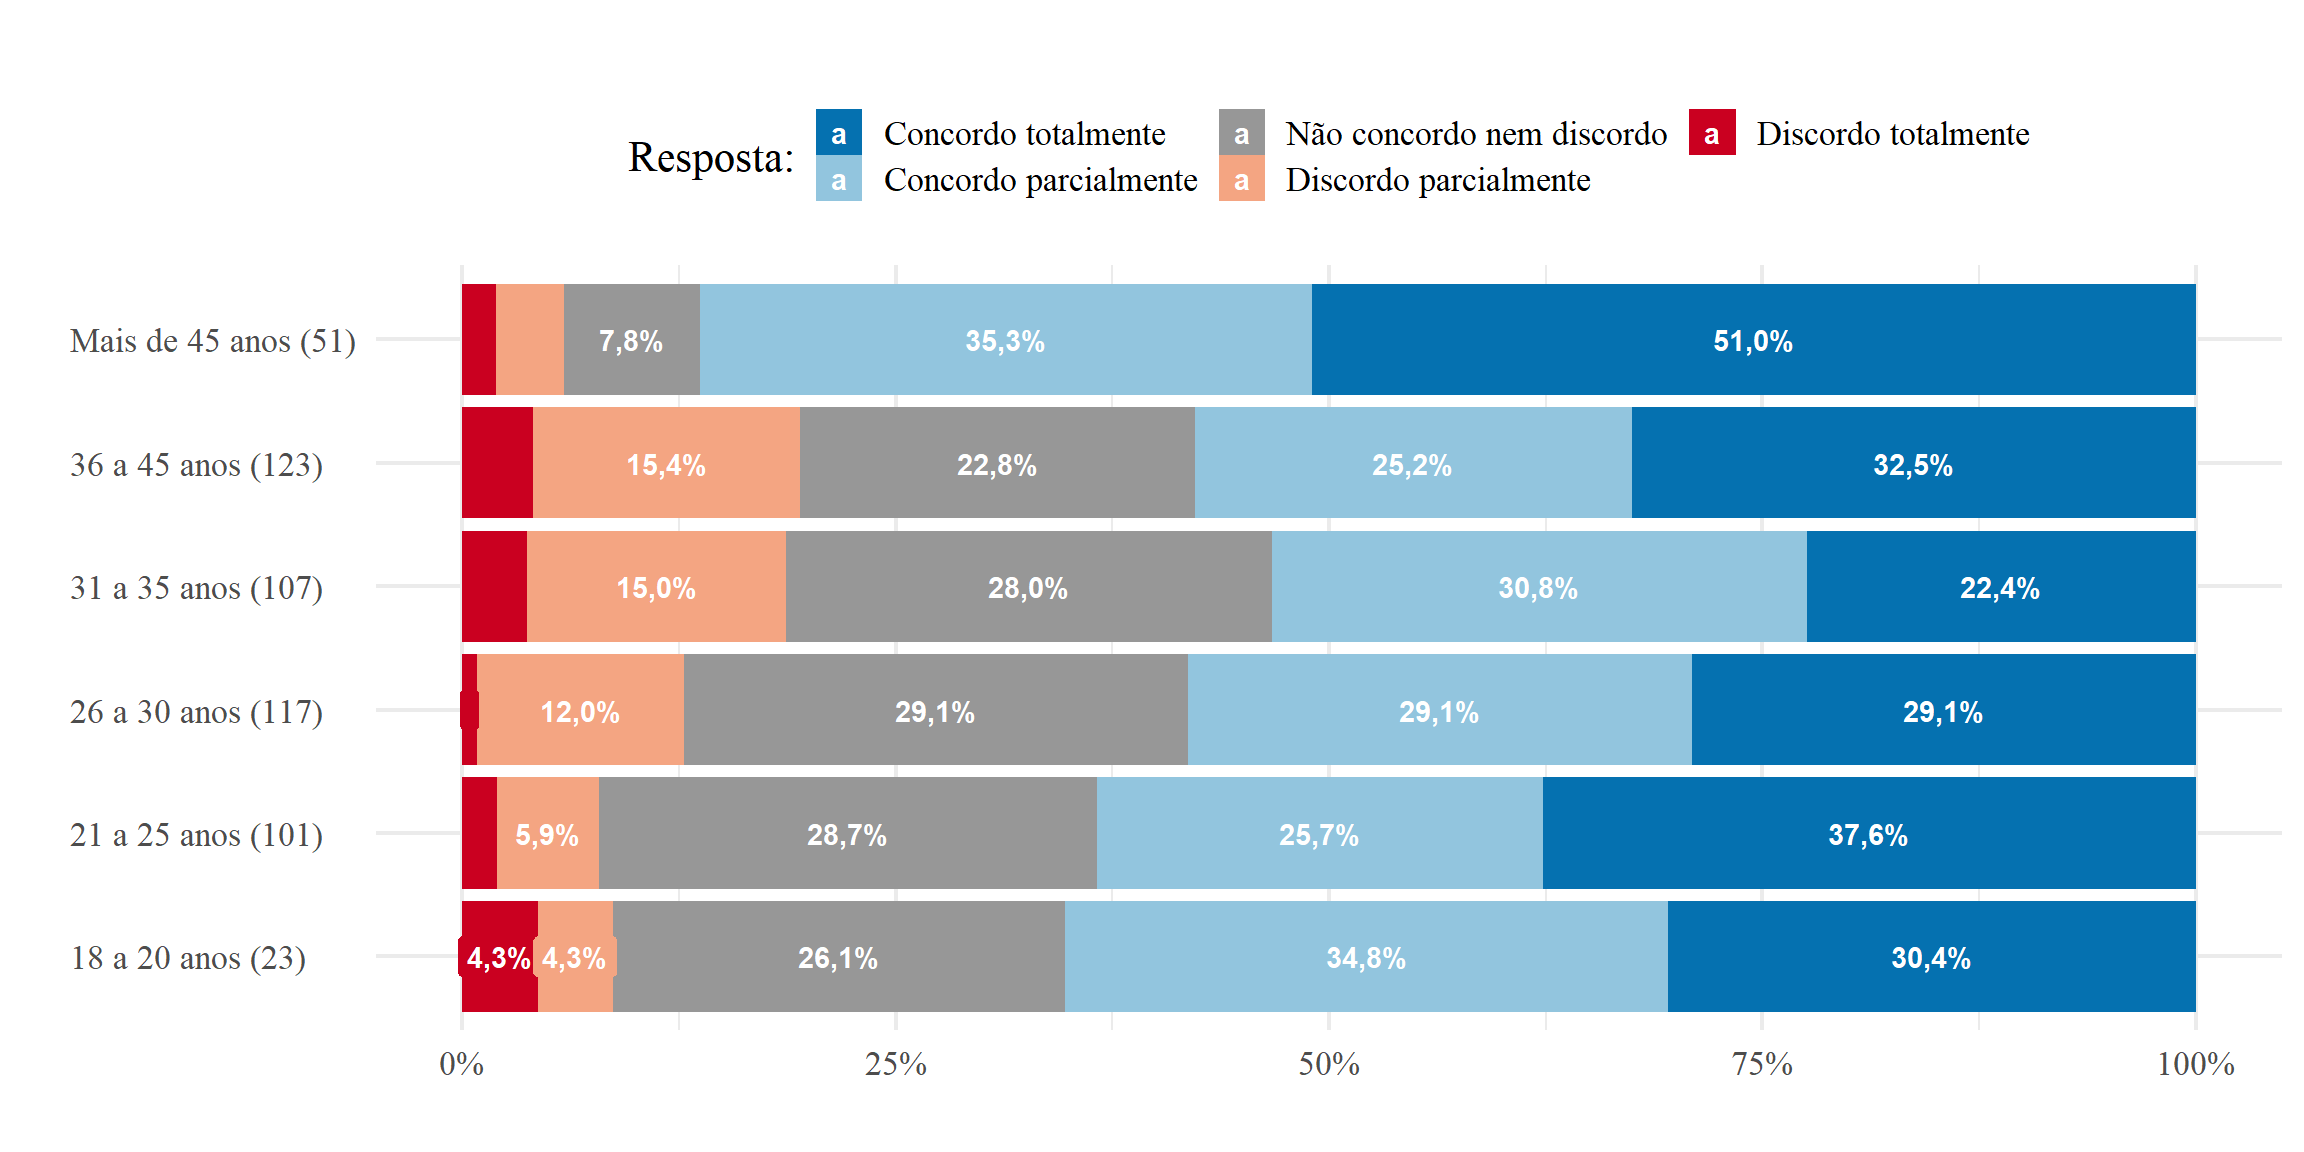 Resposta:
a Concordo totalmente
a Concordo parcialmente
a Não concordo nem discordo
a Discordo parcialmente
a Discordo totalmente
Mais de 45 anos (51) 7,8% 35,3% 51,0%
36 a 45 anos (123) 15,4% 22,8% 25,2% 32,5%
31 a 35 anos (107) 15,0% 28,0% 30,8% 22,4%
26 a 30 anos (117) 12,0% 29,1% 29,1% 29,1%
21 a 25 anos (101) 5,9% 28,7% 25,7% 37,6%
18 a 20 anos (23) 4,3% 4,3% 26,1% 34,8% 30,4%
0% 25% 50% 75% 100%